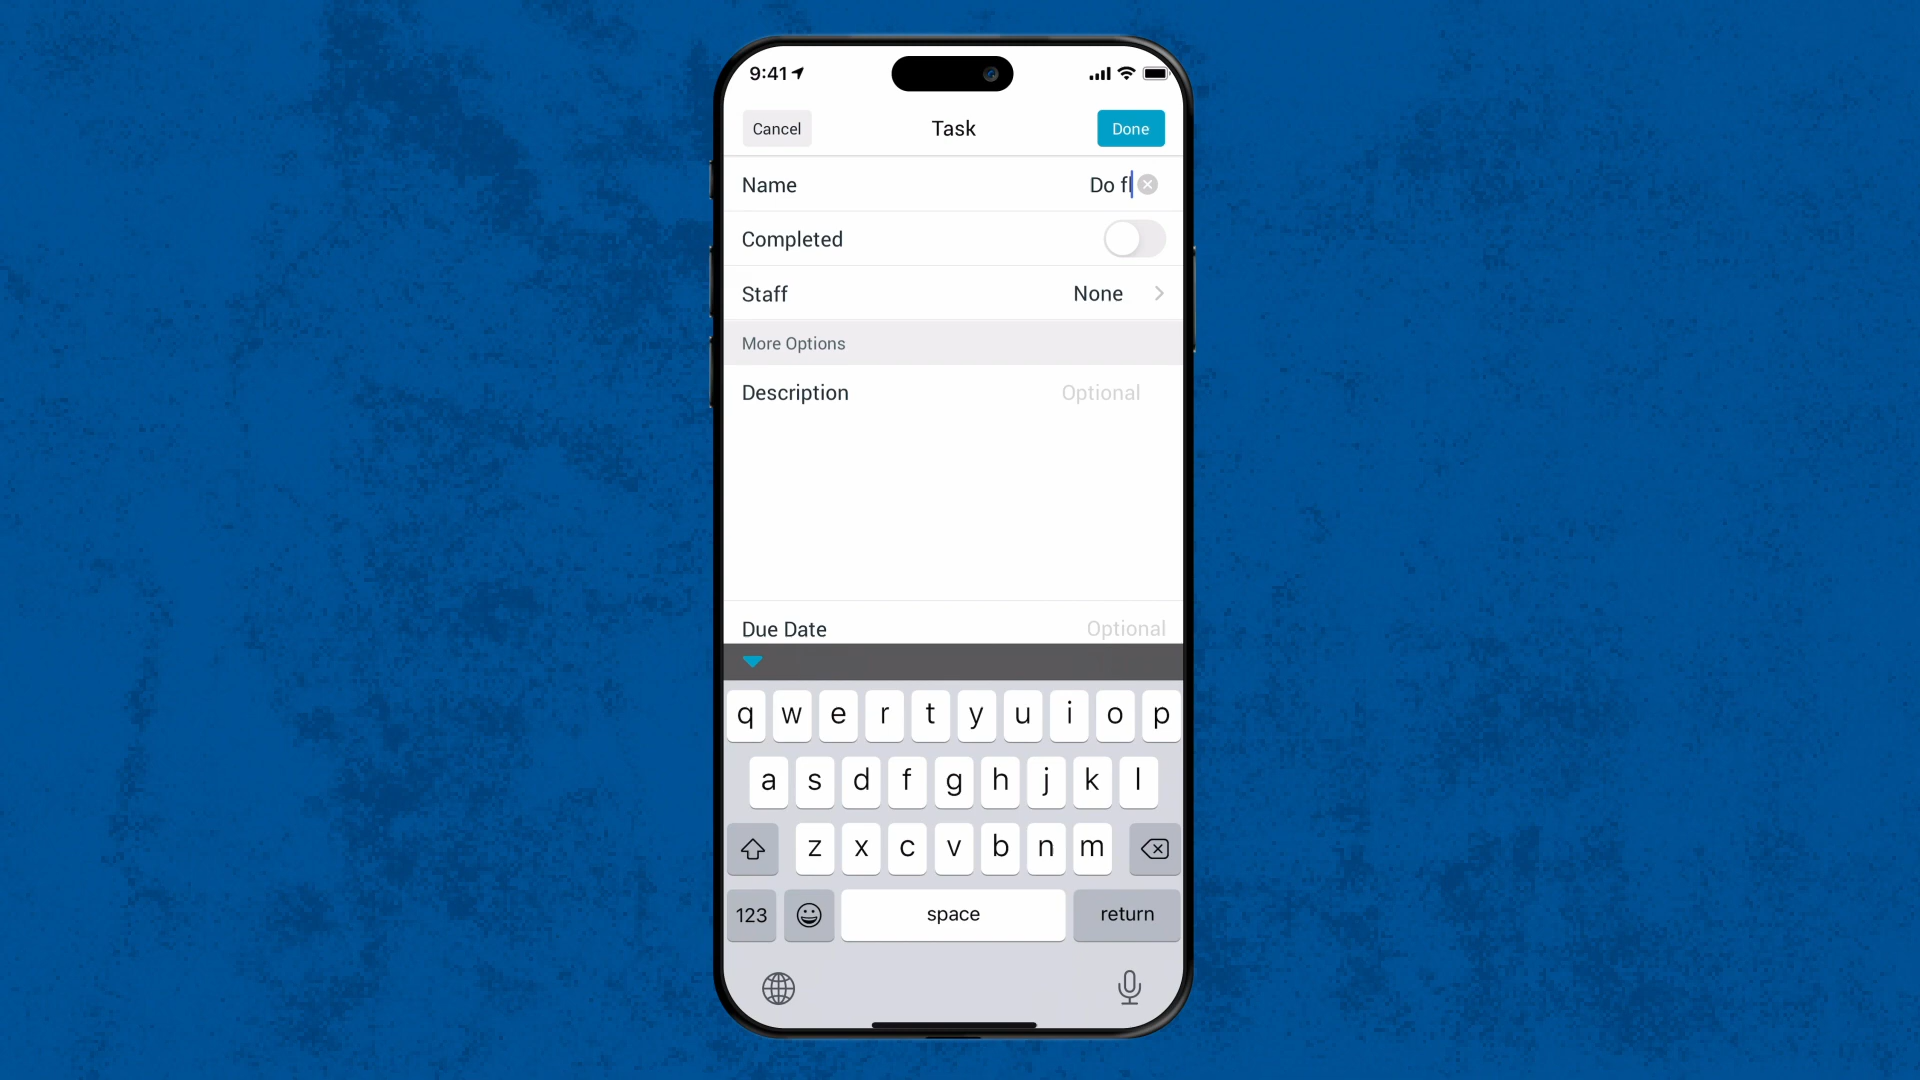 9:41
Cancel
Task
Done
Name
Do fl
Completed
Staff
None
More Options
Description
Optional
Due Date
Optional
q w e r t y u i o p
a s d f g h j k l
z x c v b n m
123
space
return